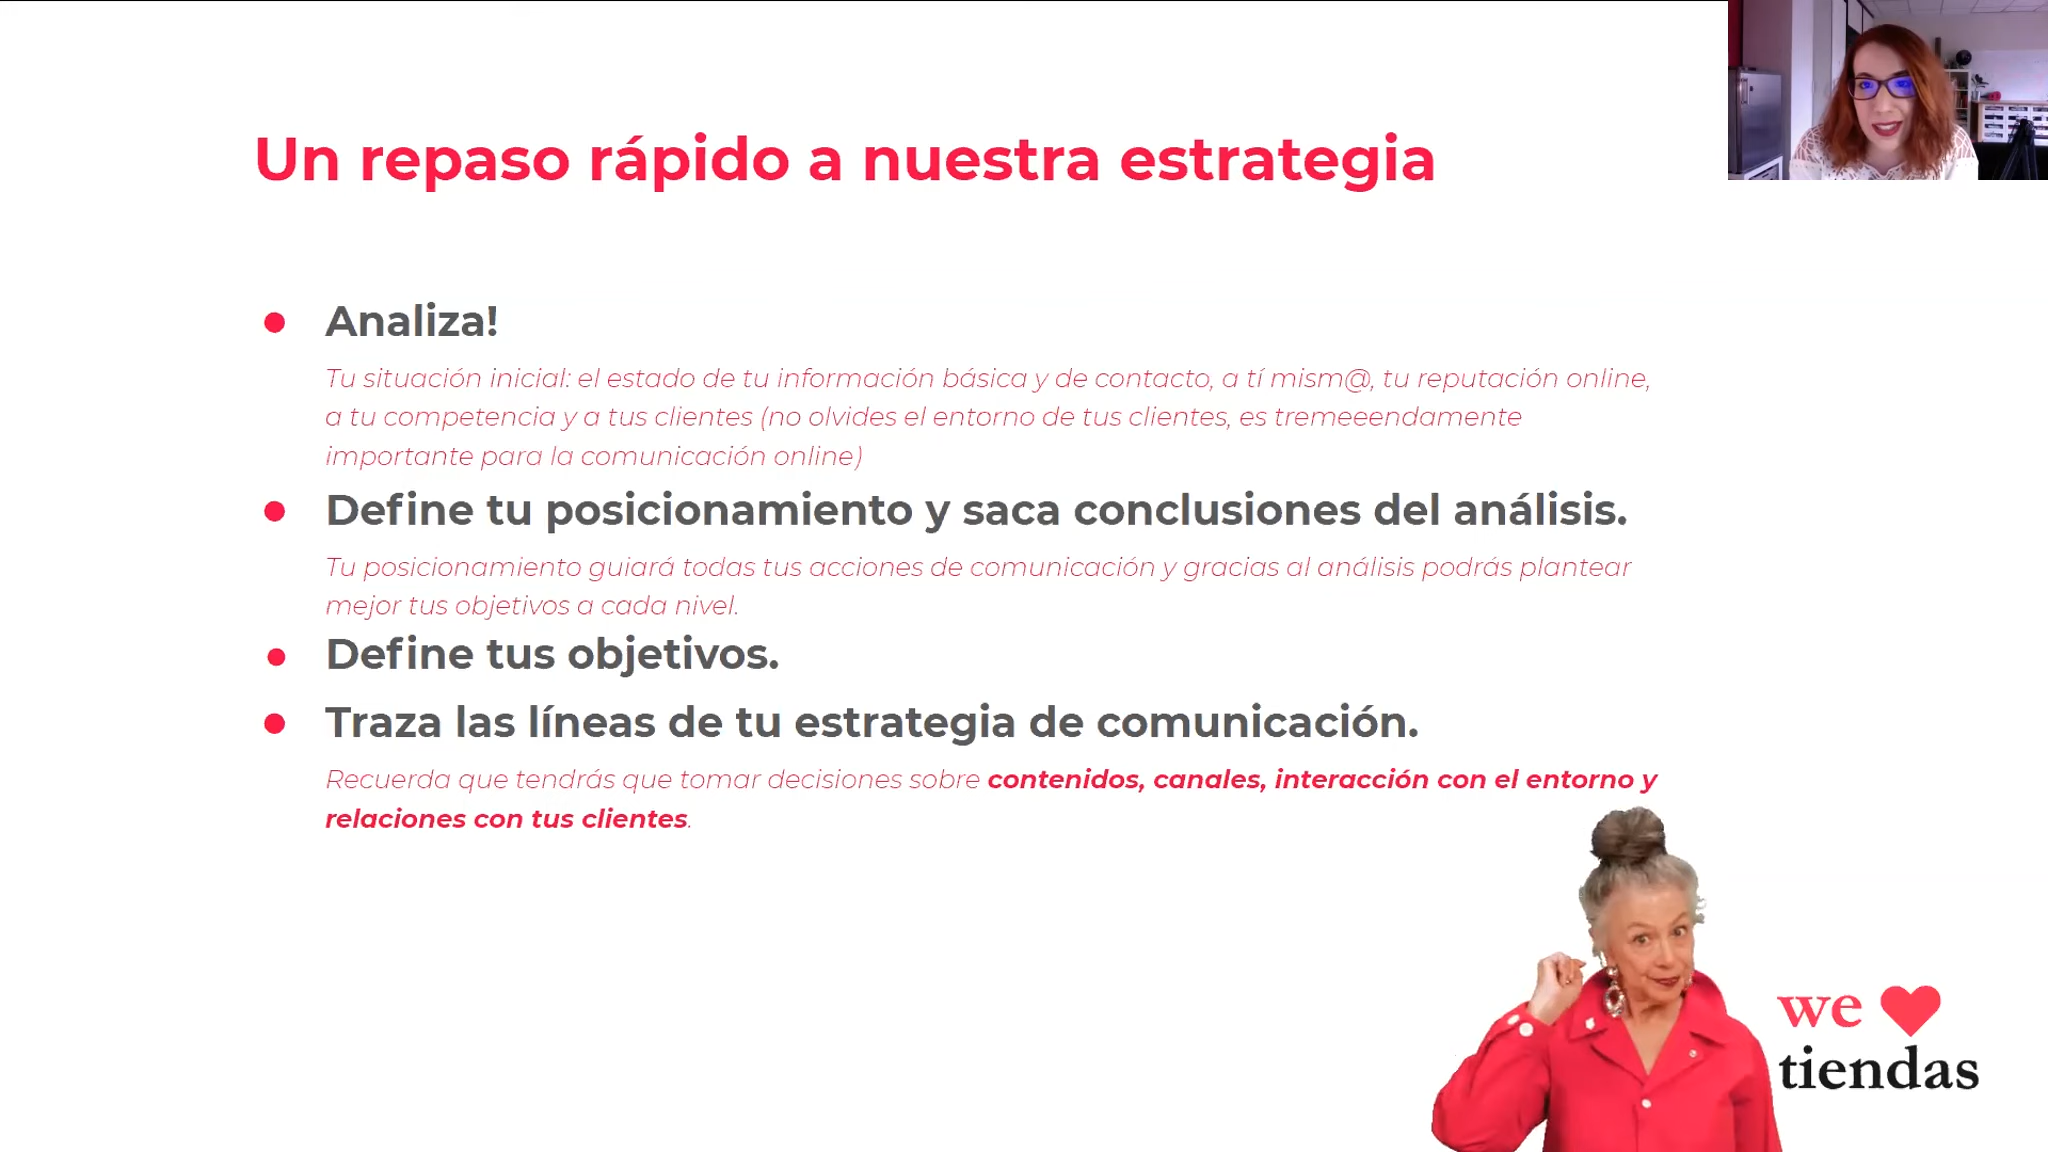 Un repaso rápido a nuestra estrategia
● Analiza!
Tu situación inicial: el estado de tu información básica y de contacto, a tí mism@, tu reputación online,
a tu competencia y a tus clientes (no olvides el entorno de tus clientes, es tremeeendamente
importante para la comunicación online)
● Define tu posicionamiento y saca conclusiones del análisis.
Tu posicionamiento guiará todas tus acciones de comunicación y gracias al análisis podrás plantear
mejor tus objetivos a cada nivel.
● Define tus objetivos.
● Traza las líneas de tu estrategia de comunicación.
Recuerda que tendrás que tomar decisiones sobre contenidos, canales, interacción con el entorno y
relaciones con tus clientes.
we
tiendas